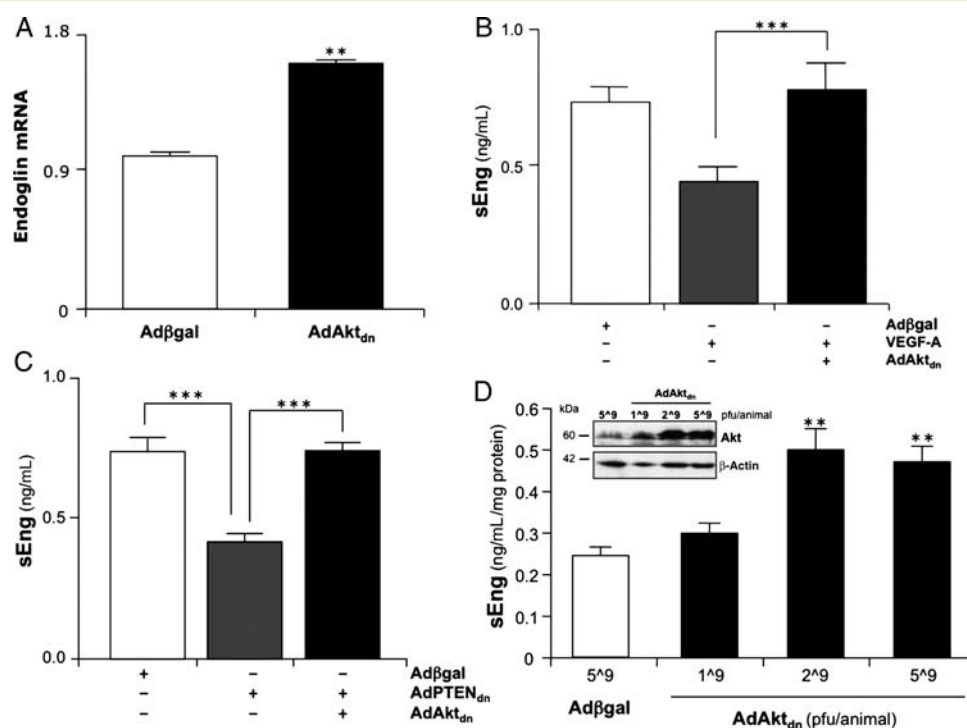 A
1.8
0.9
0
Endoglin mRNA
**
Adβgal
AdAktdn
B
1.0
0.5
0.0
sEng (ng/mL)
***
+ – – Adβgal
– + + VEGF-A
– – + AdAktdn
C
1.0
0.5
0.0
sEng (ng/mL)
*** ***
+ – – Adβgal
– + + AdPTENdn
– – + AdAktdn
D
0.6
0.5
0.4
0.3
0.2
0.1
0
sEng (ng/mL/mg protein)
AdAktdn
kDa 5^9 1^9 2^9 5^9 pfu/animal
60 Akt
42 β-Actin
** **
5^9 1^9 2^9 5^9
Adβgal AdAktdn (pfu/animal)